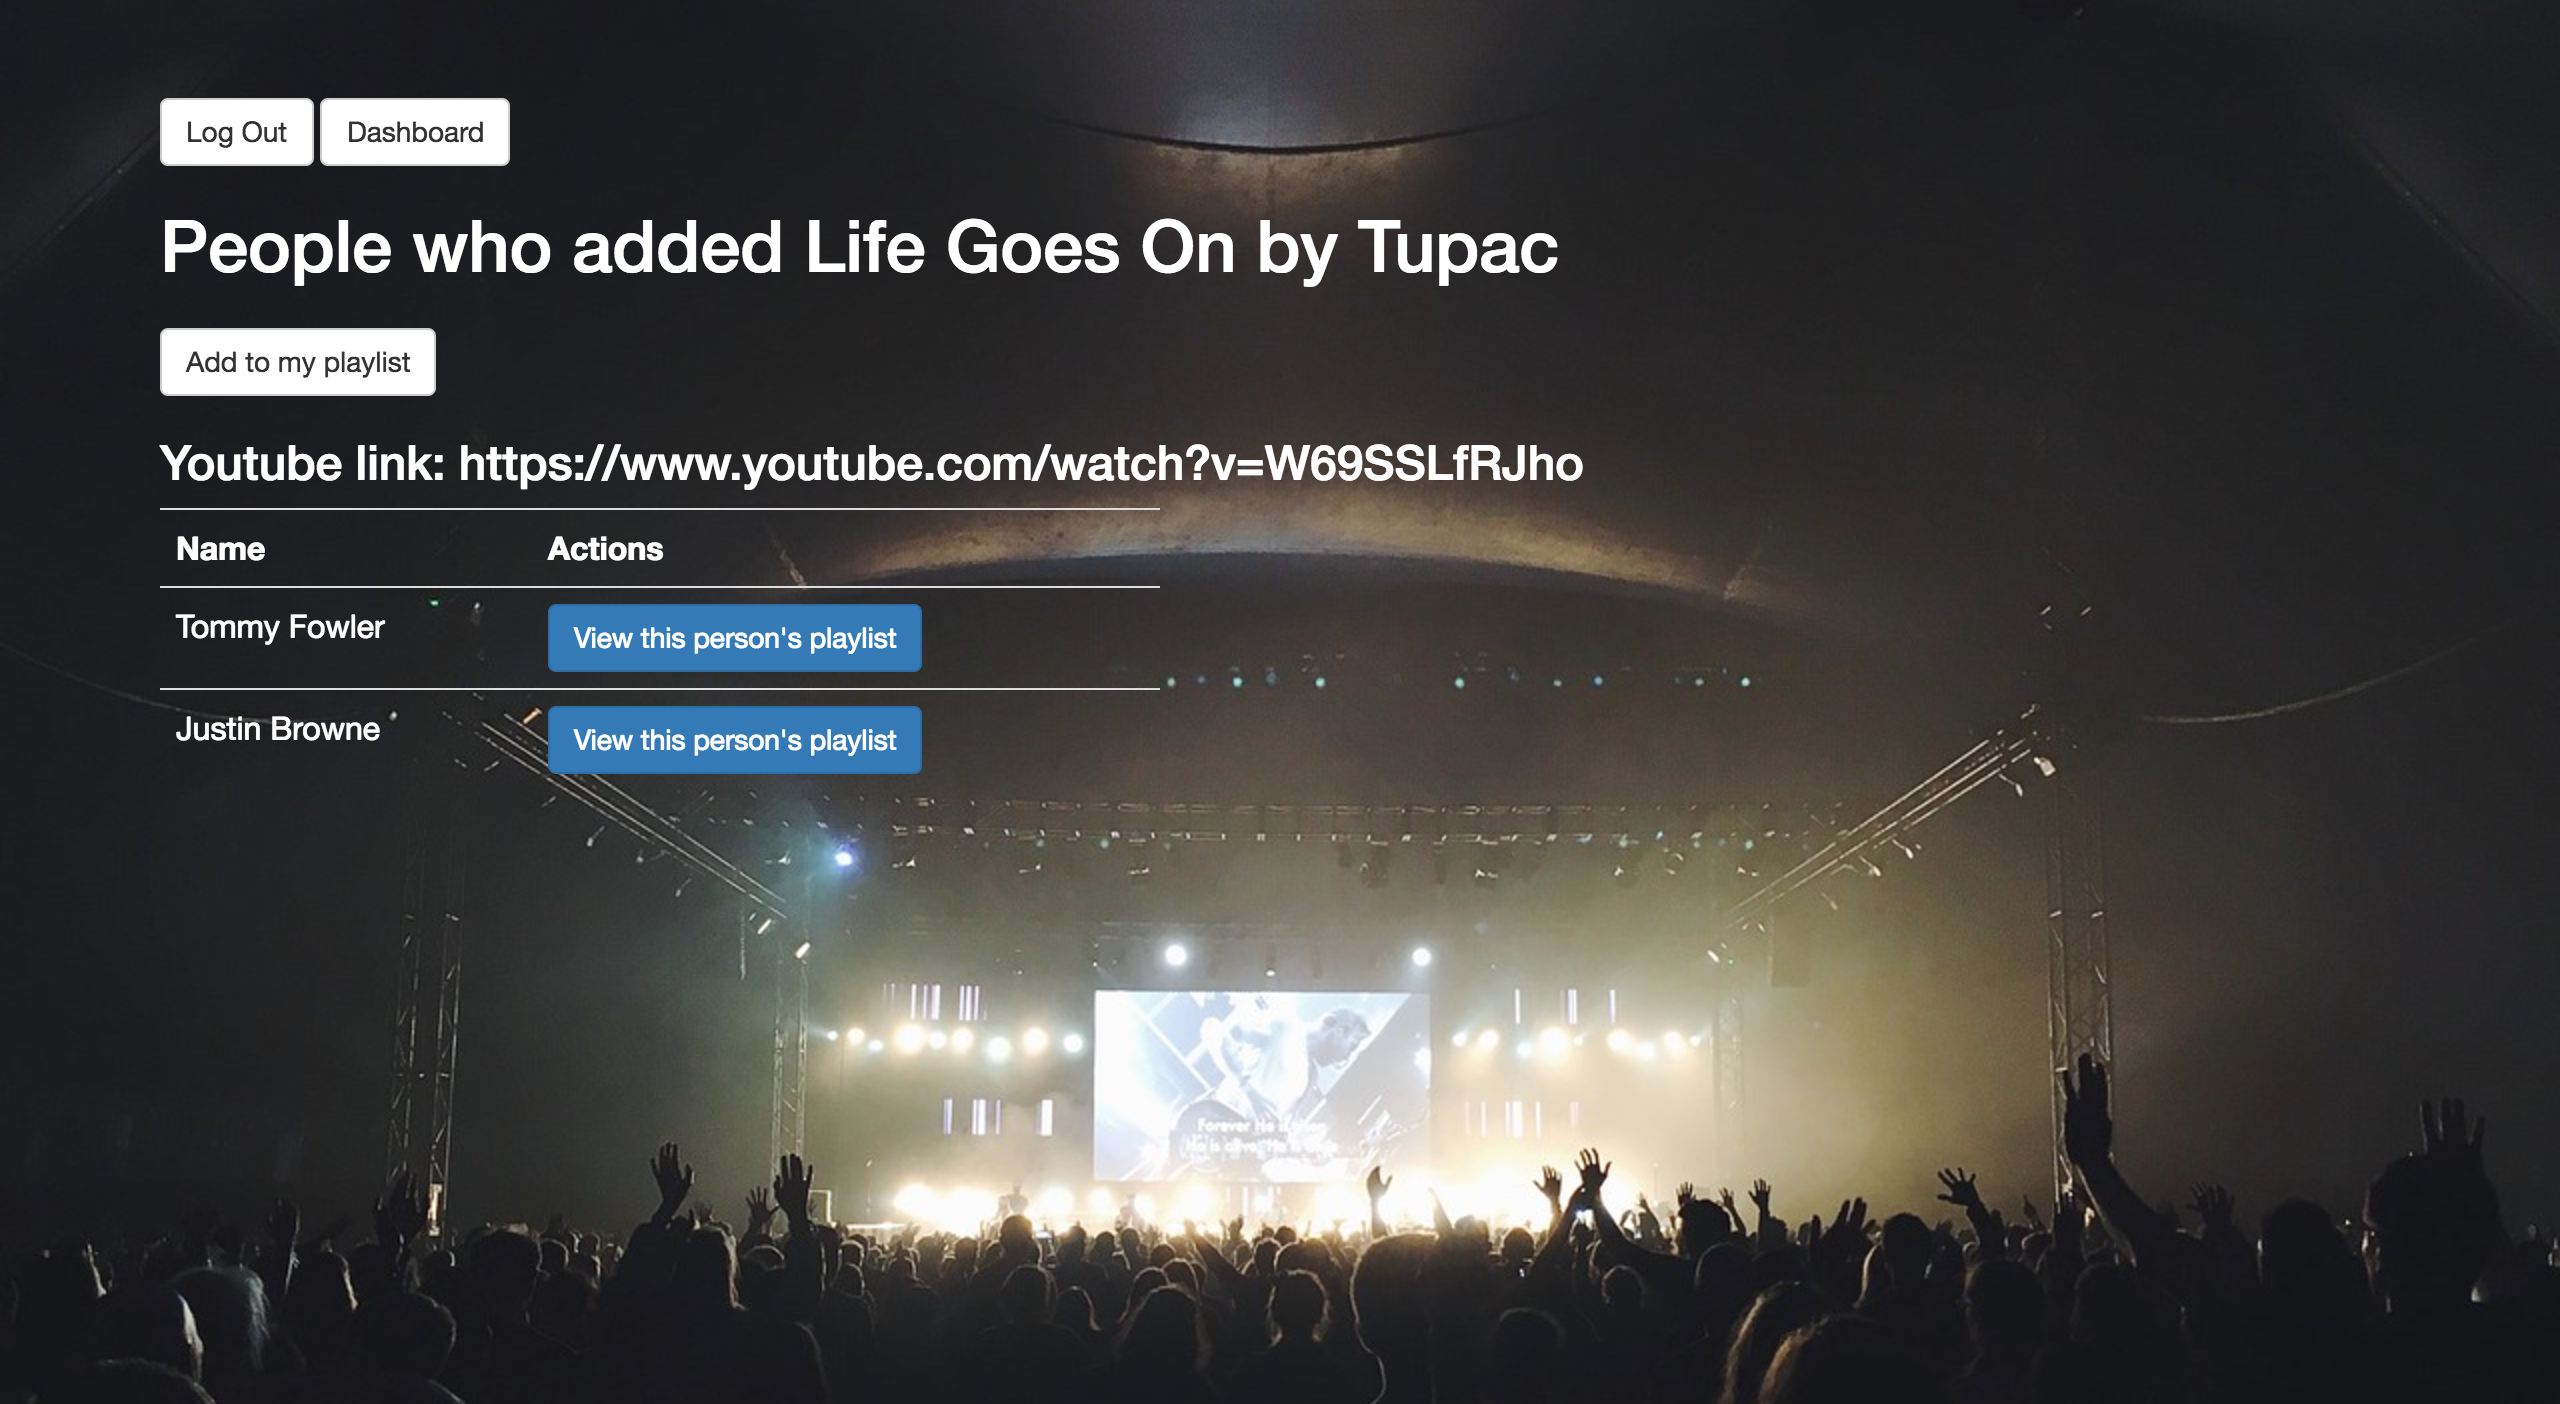 Log Out Dashboard
People who added Life Goes On by Tupac
Add to my playlist
Youtube link: https://www.youtube.com/watch?v=W69SSLfRJho
Name Actions
Tommy Fowler View this person's playlist
Justin Browne View this person's playlist
Forever He is
He is alive, He is